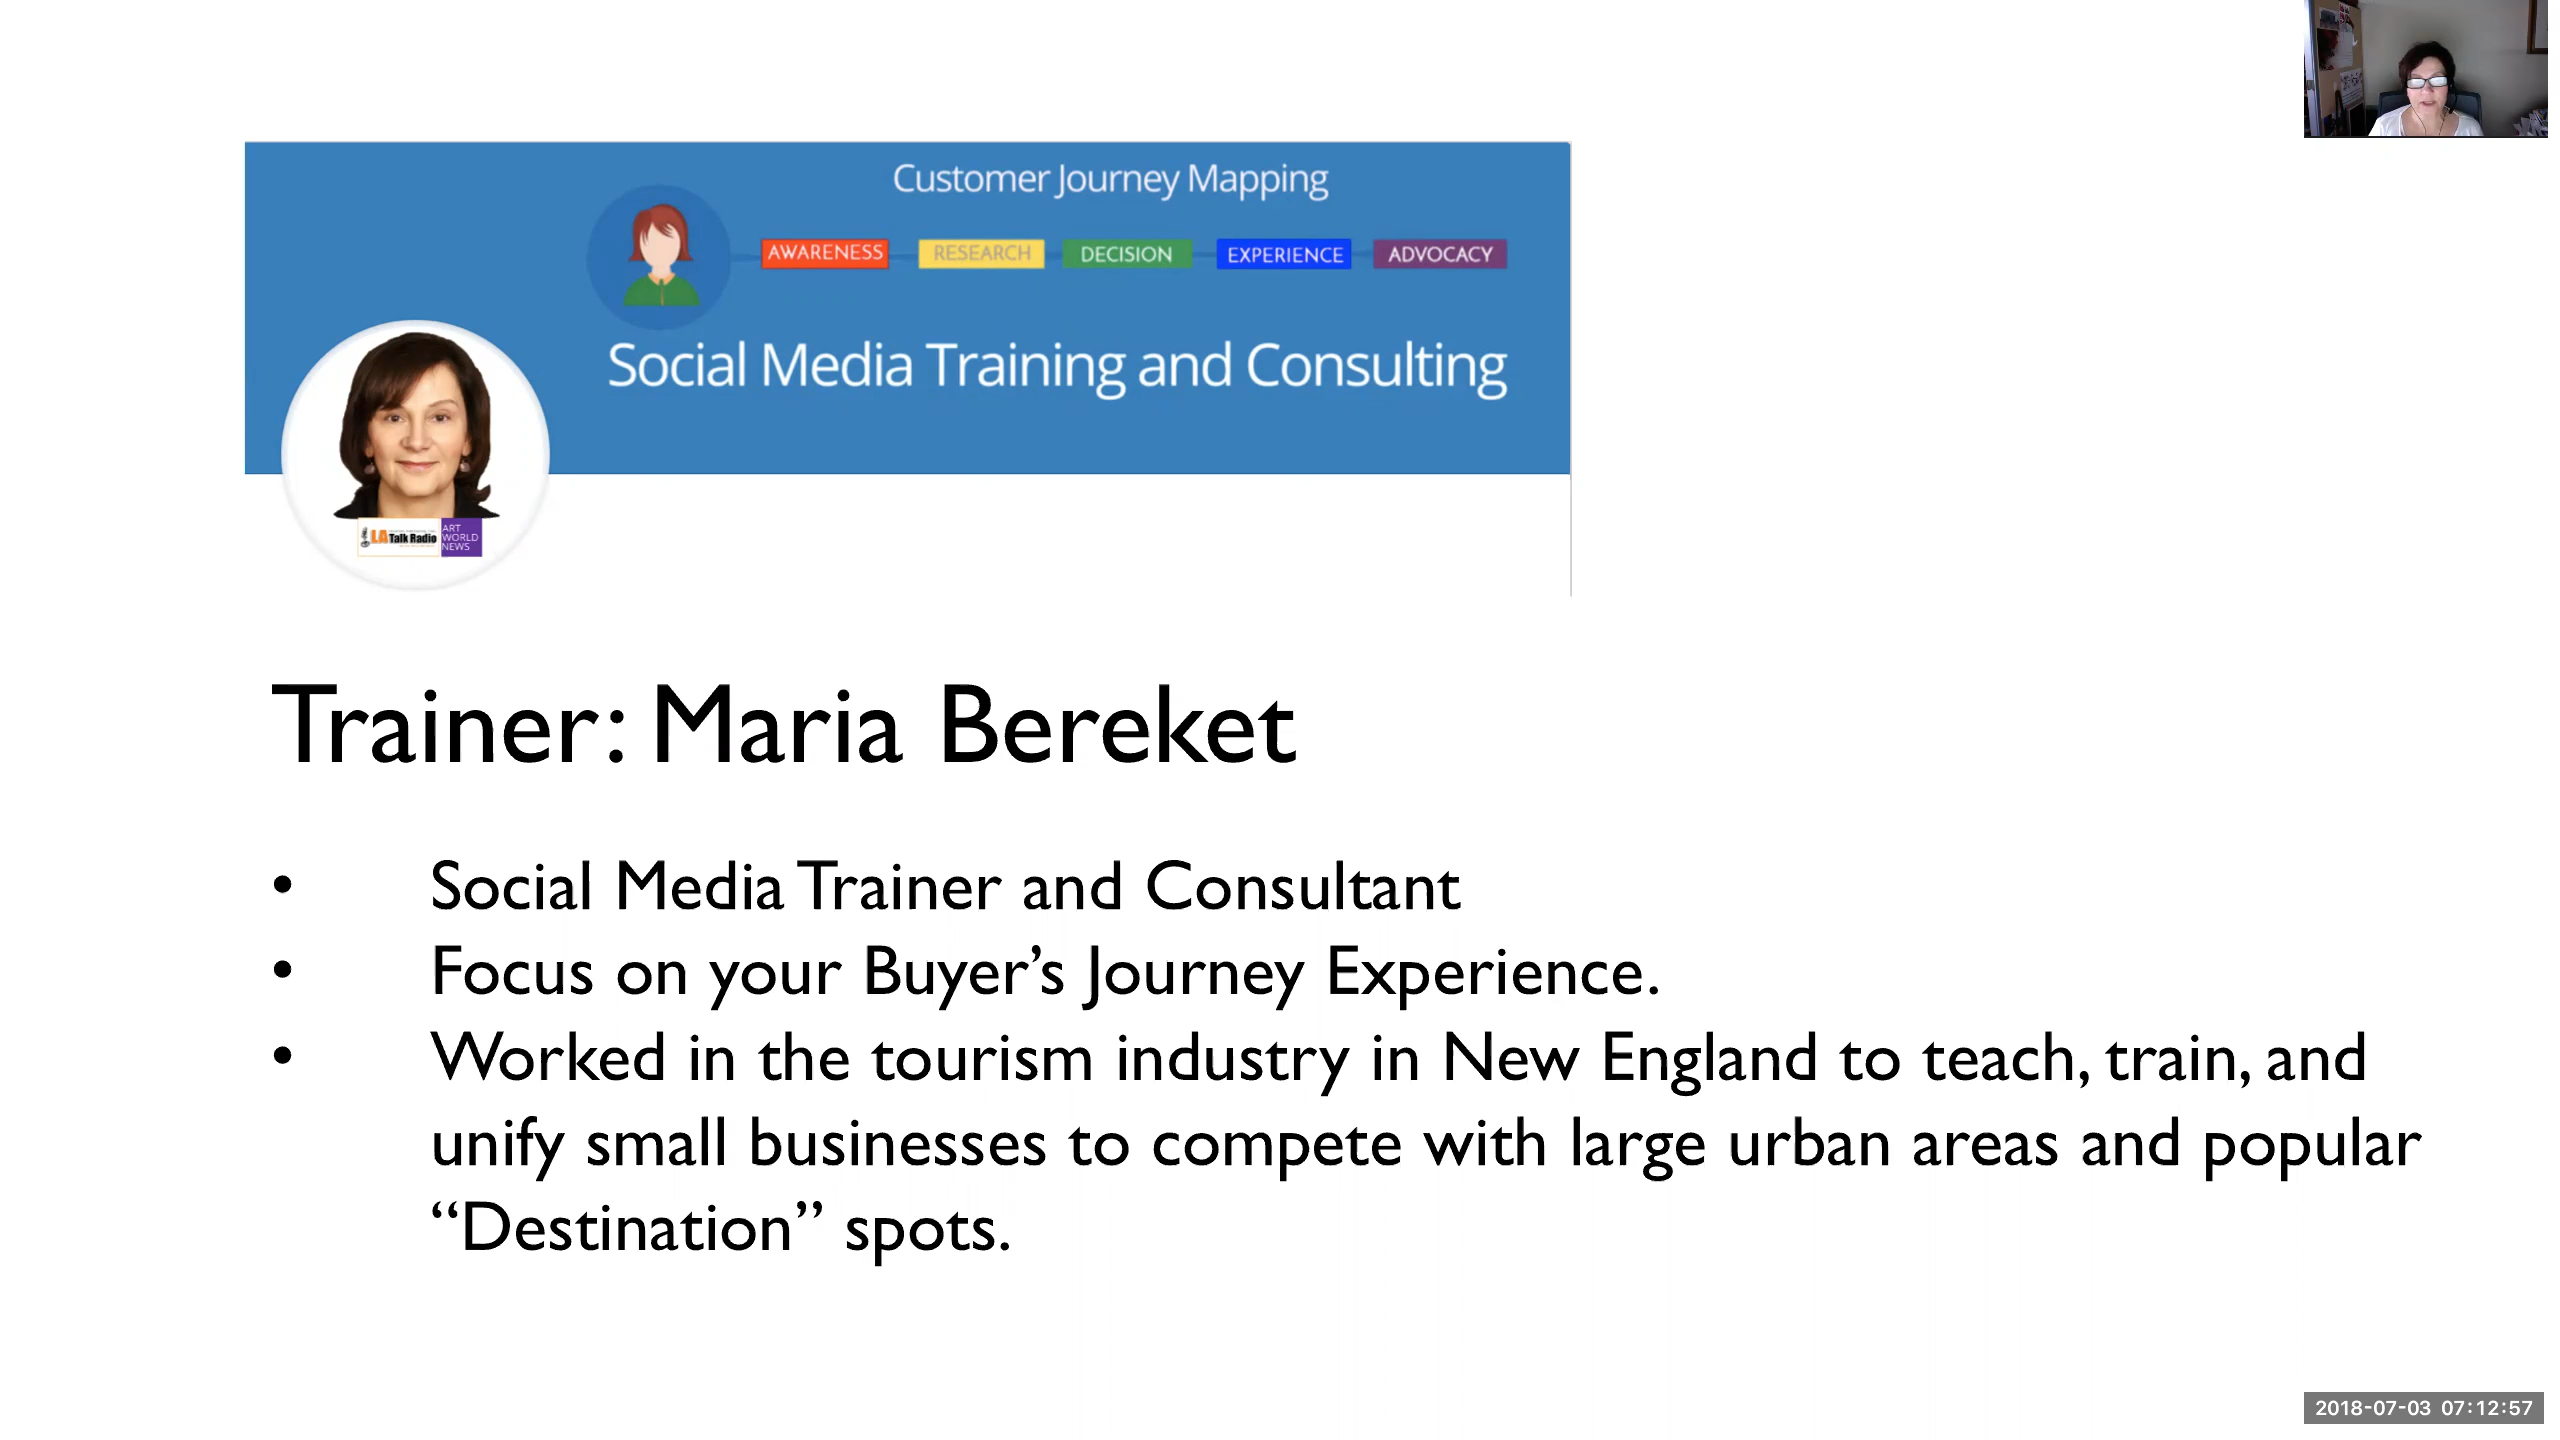 Customer Journey Mapping
AWARENESS RESEARCH DECISION EXPERIENCE ADVOCACY
Social Media Training and Consulting
LA Talk Radio
ART
WORLD
NEWS
Trainer: Maria Bereket
• Social Media Trainer and Consultant
• Focus on your Buyer’s Journey Experience.
• Worked in the tourism industry in New England to teach, train, and
unify small businesses to compete with large urban areas and popular
“Destination” spots.
2018-07-03 07:12:57